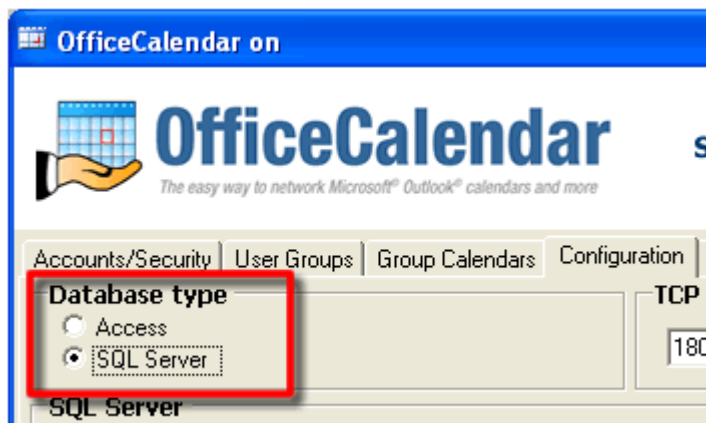 OfficeCalendar on
OfficeCalendar
The easy way to network Microsoft® Outlook® calendars and more
Accounts/Security User Groups Group Calendars Configuration
Database type
TCP
Access
SQL Server
180
SQL Server